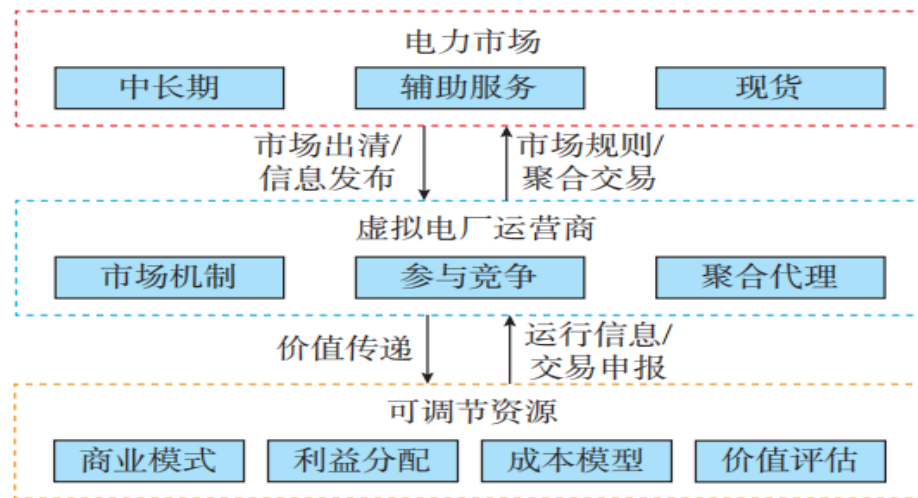 电力市场
中长期 辅助服务 现货
市场出清/ 市场规则/
信息发布 聚合交易
虚拟电厂运营商
市场机制 参与竞争 聚合代理
价值传递 运行信息/
交易申报
可调节资源
商业模式 利益分配 成本模型 价值评估